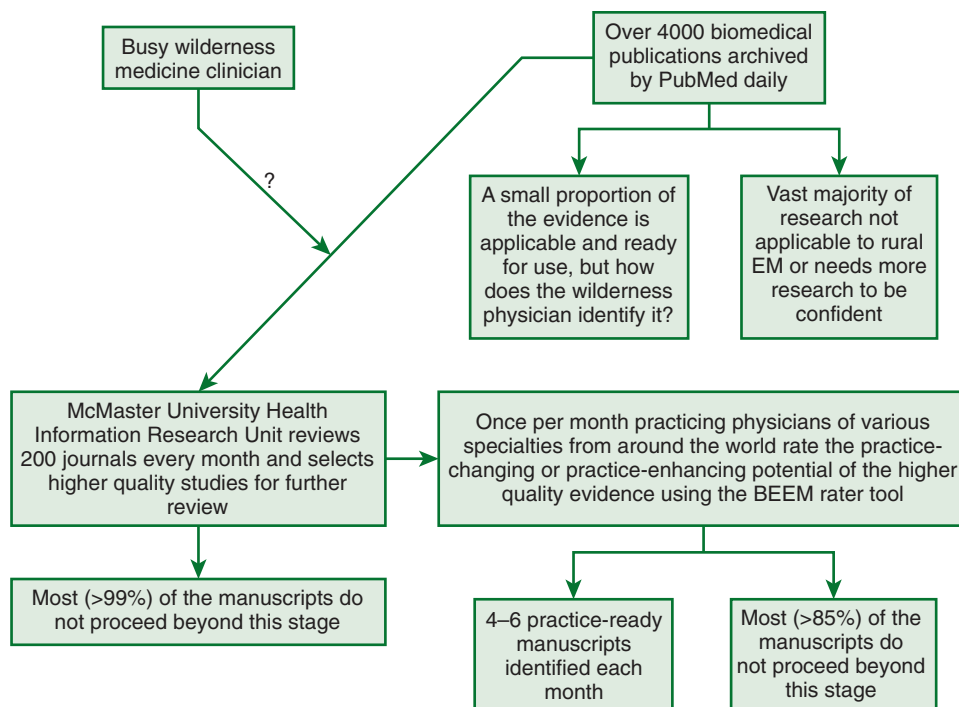 Busy wilderness
medicine clinician
Over 4000 biomedical
publications archived
by PubMed daily
?
A small proportion of
the evidence is
applicable and ready
for use, but how
does the wilderness
physician identify it?
Vast majority of
research not
applicable to rural
EM or needs more
research to be
confident
McMaster University Health
Information Research Unit reviews
200 journals every month and selects
higher quality studies for further
review
Once per month practicing physicians of various
specialties from around the world rate the practice-
changing or practice-enhancing potential of the higher
quality evidence using the BEEM rater tool
Most (>99%) of the manuscripts do
not proceed beyond this stage
4–6 practice-ready
manuscripts
identified each
month
Most (>85%) of the
manuscripts do
not proceed beyond
this stage